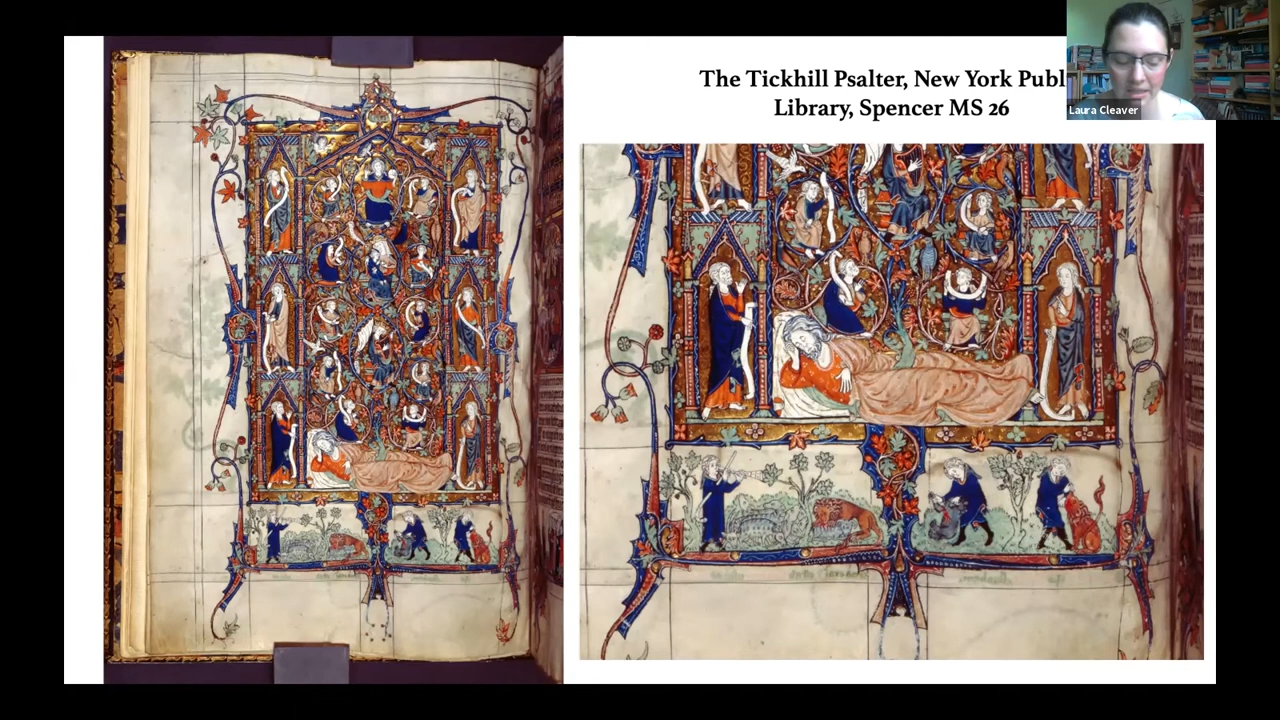 The Tickhill Psalter, New York Publ
Library, Spencer MS 26
Laura Cleaver